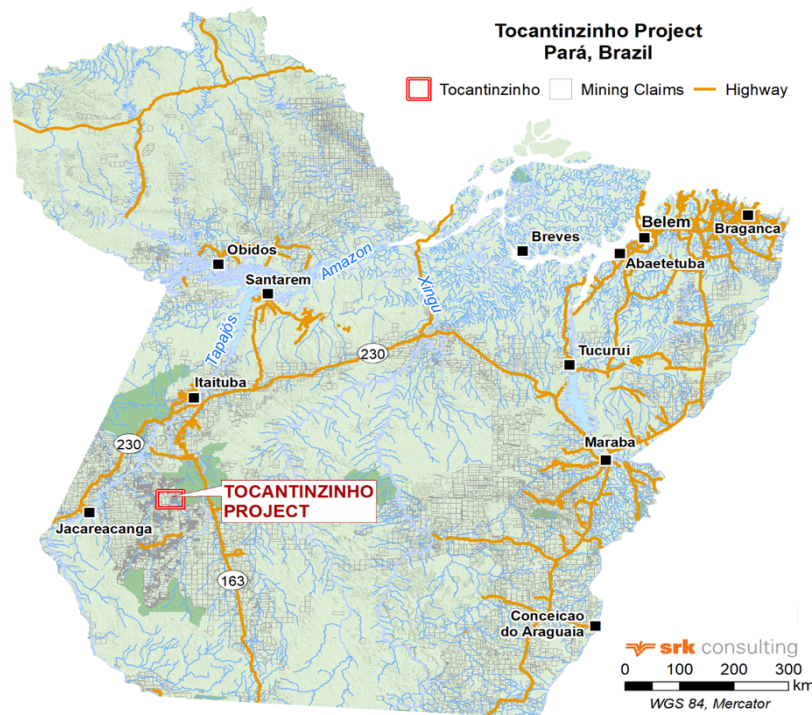 Tocantinzinho Project
Pará, Brazil
Tocantinzinho
Mining Claims
Highway
Obidos
Santarem
Amazon
Tapajós
Xingu
Breves
Belem
Braganca
Abaetetuba
230
Tucurui
Itaituba
230
Maraba
TOCANTINZINHO
PROJECT
Jacareacanga
163
Conceicao
do Araguaia
srk consulting
0 100 200 300
km
WGS 84, Mercator